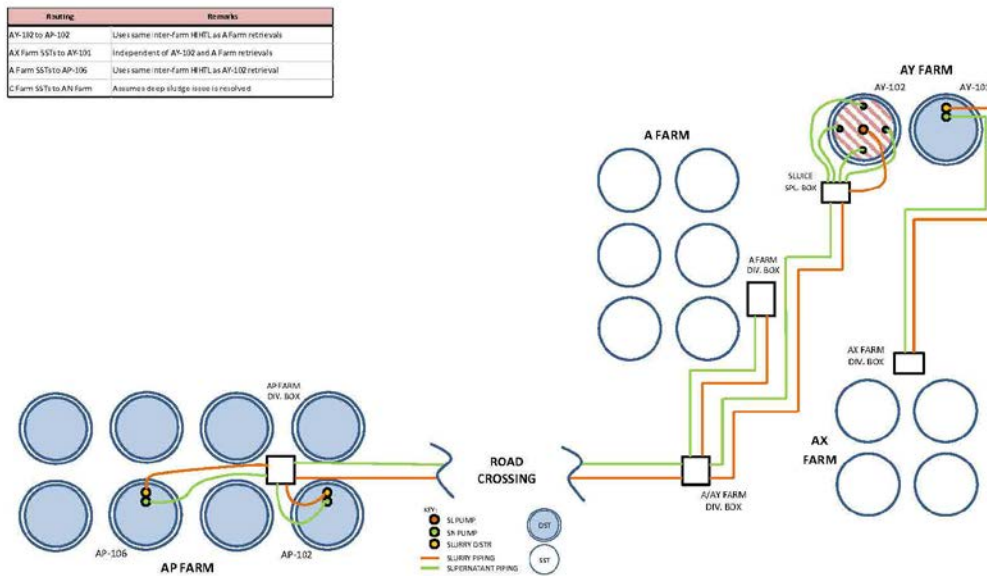 Routing Remarks
AY-102 to AP-102 Uses same inter-farm HIHTL as A Farm retrievals
AX Farm SSTs to AY-101 Independent of AY-102 and A Farm retrievals
A Farm SSTs to AP-106 Uses same inter-farm HIHTL as AY-102 retrieval
C Farm SSTs to AN Farm Assumes deep sludge issue is resolved
AY FARM
AY-102
AY-101
A FARM
SLUICE
SPL. BOX
A FARM
DIV. BOX
AX FARM
DIV. BOX
AP FARM
DIV. BOX
AX
FARM
ROAD
CROSSING
A/AY FARM
DIV. BOX
AP-106
AP-102
AP FARM
KEY:
SL PUMP
SN PUMP
SLURRY DISTR
SLURRY PIPING
SUPERNATANT PIPING
DST
SST